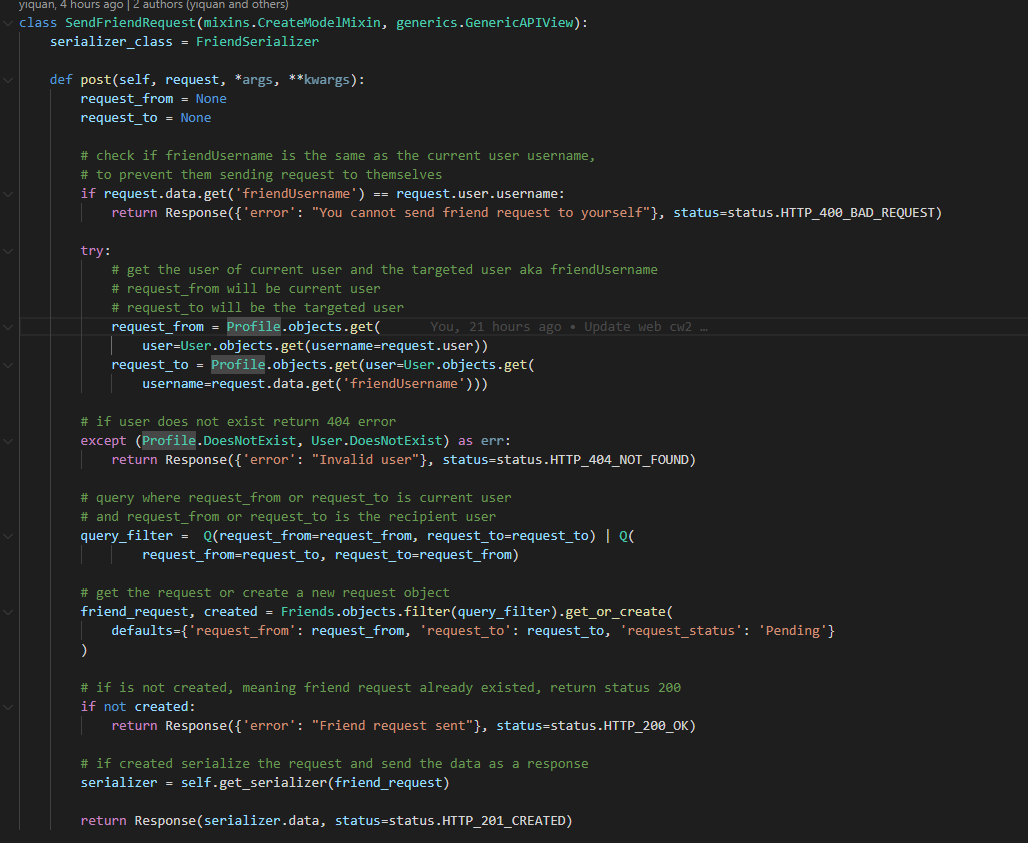 yiquan, 4 hours ago | 2 authors (yiquan and others)
class SendFriendRequest(mixins.CreateModelMixin, generics.GenericAPIView):
    serializer_class = FriendSerializer

    def post(self, request, *args, **kwargs):
        request_from = None
        request_to = None

        # check if friendUsername is the same as the current user username,
        # to prevent them sending request to themselves
        if request.data.get('friendUsername') == request.user.username:
            return Response({'error': "You cannot send friend request to yourself"}, status=status.HTTP_400_BAD_REQUEST)

        try:
            # get the user of current user and the targeted user aka friendUsername
            # request_from will be current user
            # request_to will be the targeted user
            request_from = Profile.objects.get(      You, 21 hours ago • Update web cw2 …
                user=User.objects.get(username=request.user))
            request_to = Profile.objects.get(user=User.objects.get(
                username=request.data.get('friendUsername')))

        # if user does not exist return 404 error
        except (Profile.DoesNotExist, User.DoesNotExist) as err:
            return Response({'error': "Invalid user"}, status=status.HTTP_404_NOT_FOUND)

        # query where request_from or request_to is current user
        # and request_from or request_to is the recipient user
        query_filter =  Q(request_from=request_from, request_to=request_to) | Q(
                request_from=request_to, request_to=request_from)

        # get the request or create a new request object
        friend_request, created = Friends.objects.filter(query_filter).get_or_create(
            defaults={'request_from': request_from, 'request_to': request_to, 'request_status': 'Pending'}
        )

        # if is not created, meaning friend request already existed, return status 200
        if not created:
            return Response({'error': "Friend request sent"}, status=status.HTTP_200_OK)

        # if created serialize the request and send the data as a response
        serializer = self.get_serializer(friend_request)

        return Response(serializer.data, status=status.HTTP_201_CREATED)